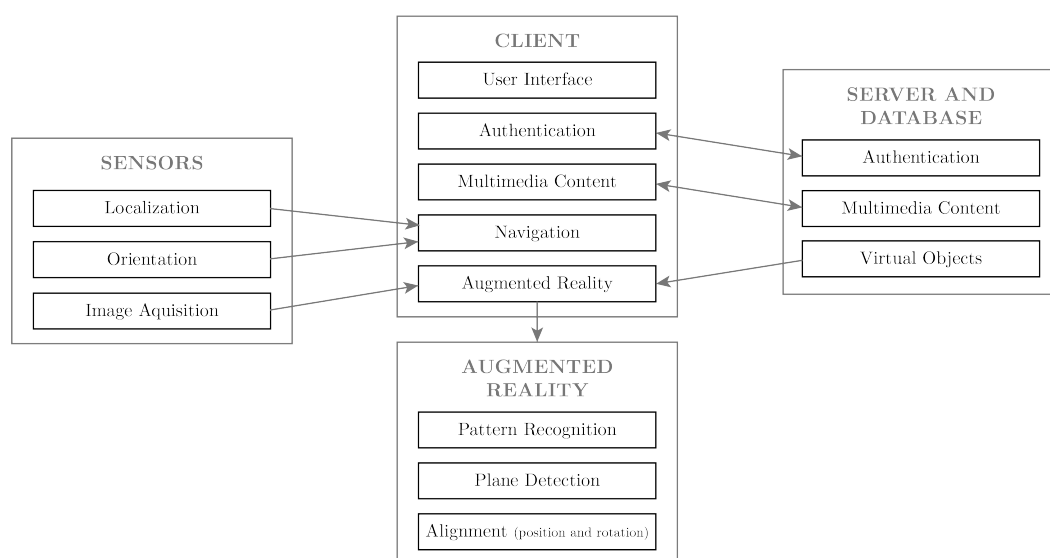 CLIENT
User Interface
Authentication
Multimedia Content
Navigation
Augmented Reality
SENSORS
Localization
Orientation
Image Aquisition
SERVER AND
DATABASE
Authentication
Multimedia Content
Virtual Objects
AUGMENTED
REALITY
Pattern Recognition
Plane Detection
Alignment (position and rotation)